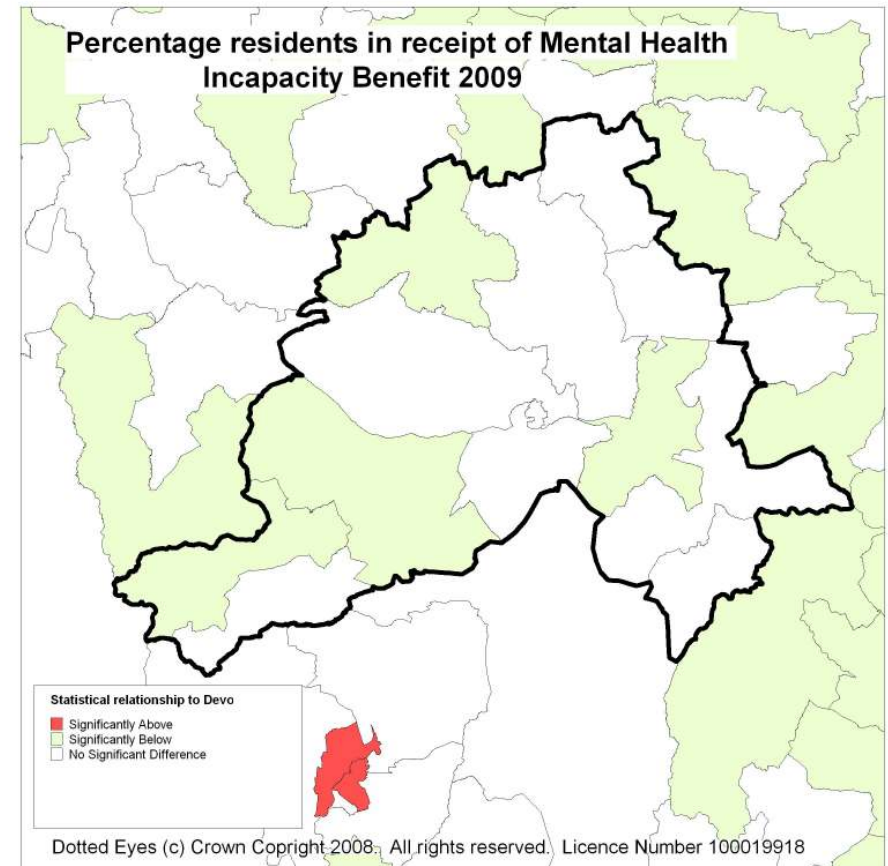 Percentage residents in receipt of Mental Health
Incapacity Benefit 2009
Statistical relationship to Devo
Significantly Above
Significantly Below
No Significant Difference
Dotted Eyes (c) Crown Copright 2008. All rights reserved. Licence Number 100019918